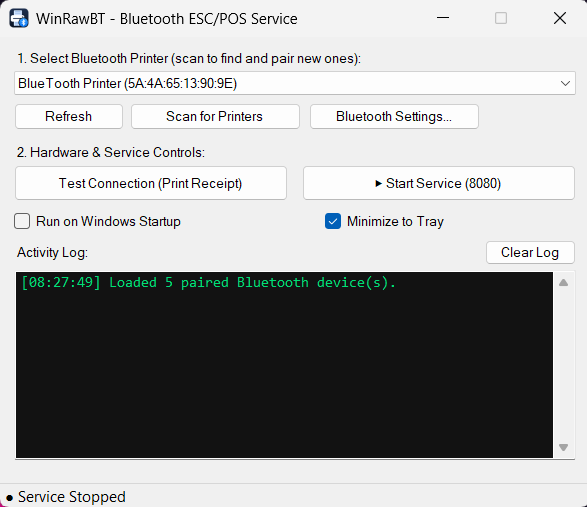 WinRawBT - Bluetooth ESC/POS Service
1. Select Bluetooth Printer (scan to find and pair new ones):
BlueTooth Printer (5A:4A:65:13:90:9E)
Refresh
Scan for Printers
Bluetooth Settings...
2. Hardware & Service Controls:
Test Connection (Print Receipt)
▶ Start Service (8080)
Run on Windows Startup
Minimize to Tray
Activity Log:
Clear Log
[08:27:49] Loaded 5 paired Bluetooth device(s).
● Service Stopped